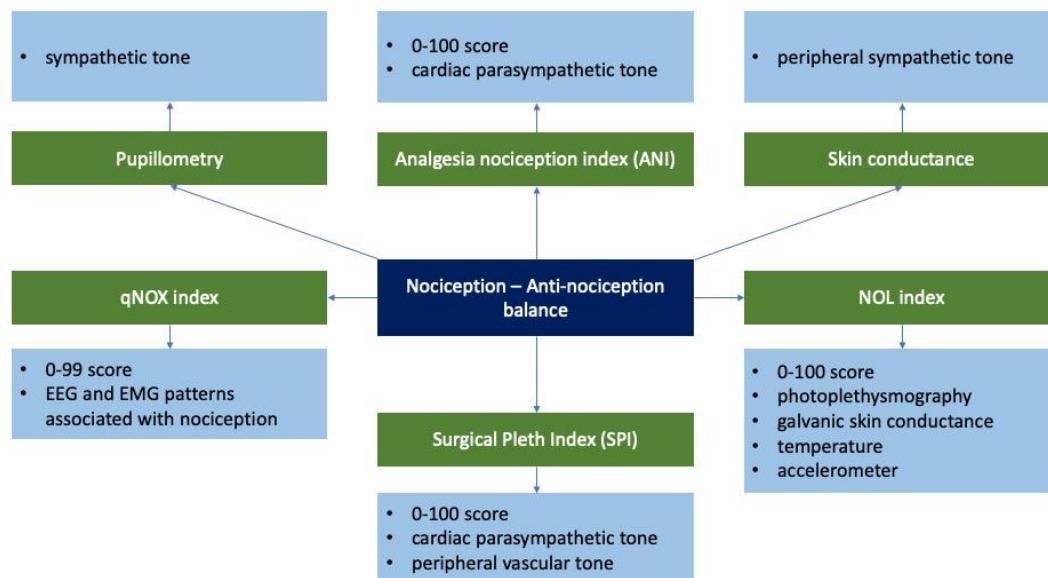 • sympathetic tone
• 0-100 score
• cardiac parasympathetic tone
• peripheral sympathetic tone
Pupillometry
Analgesia nociception index (ANI)
Skin conductance
qNOX index
Nociception – Anti-nociception
balance
NOL index
• 0-99 score
• EEG and EMG patterns
associated with nociception
• 0-100 score
• photoplethysmography
• galvanic skin conductance
• temperature
• accelerometer
Surgical Pleth Index (SPI)
• 0-100 score
• cardiac parasympathetic tone
• peripheral vascular tone